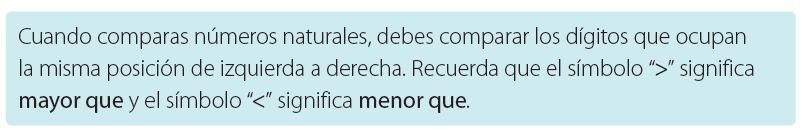 Cuando comparas números naturales, debes comparar los dígitos que ocupan
la misma posición de izquierda a derecha. Recuerda que el símbolo “>” significa
mayor que y el símbolo “<” significa menor que.